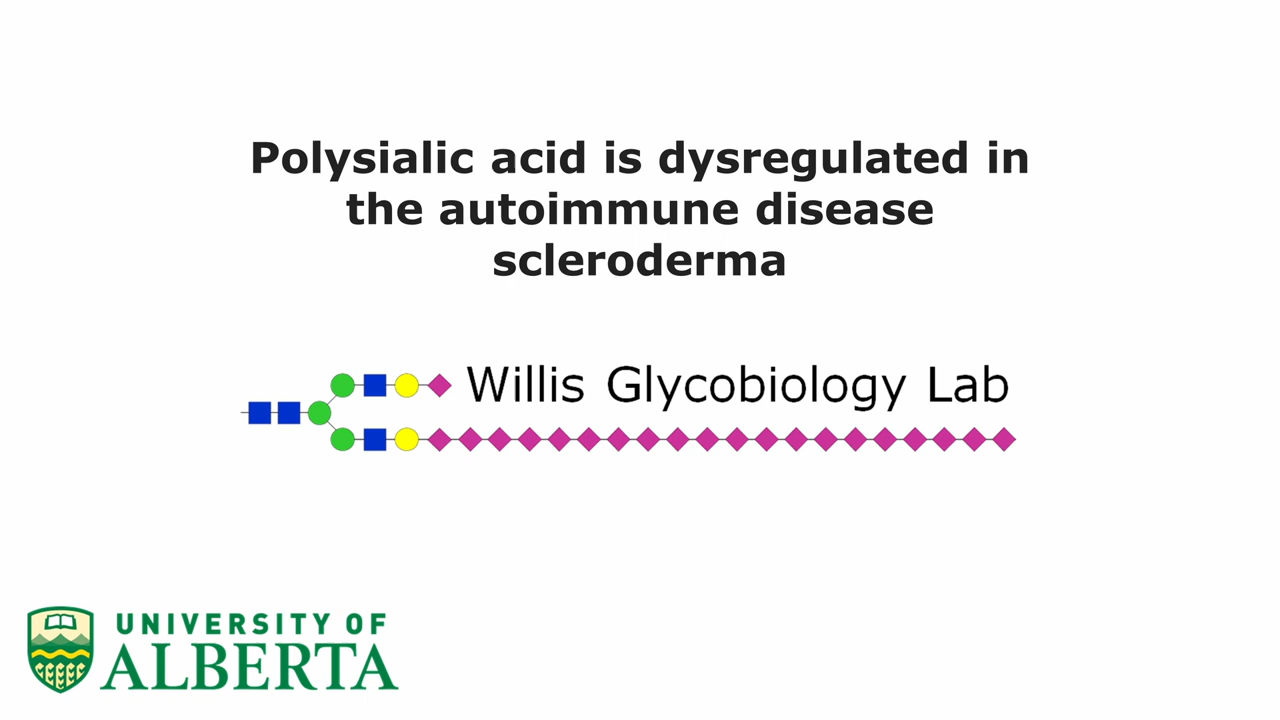 Polysialic acid is dysregulated in
the autoimmune disease
scleroderma
Willis Glycobiology Lab
UNIVERSITY OF
ALBERTA